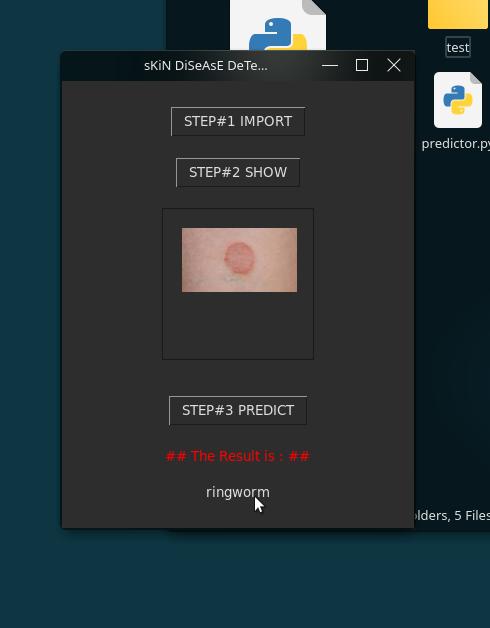 test
sKiN DiSeAsE DeTe...
predictor.py
STEP#1 IMPORT
STEP#2 SHOW
STEP#3 PREDICT
## The Result is : ##
ringworm
olders, 5 Files